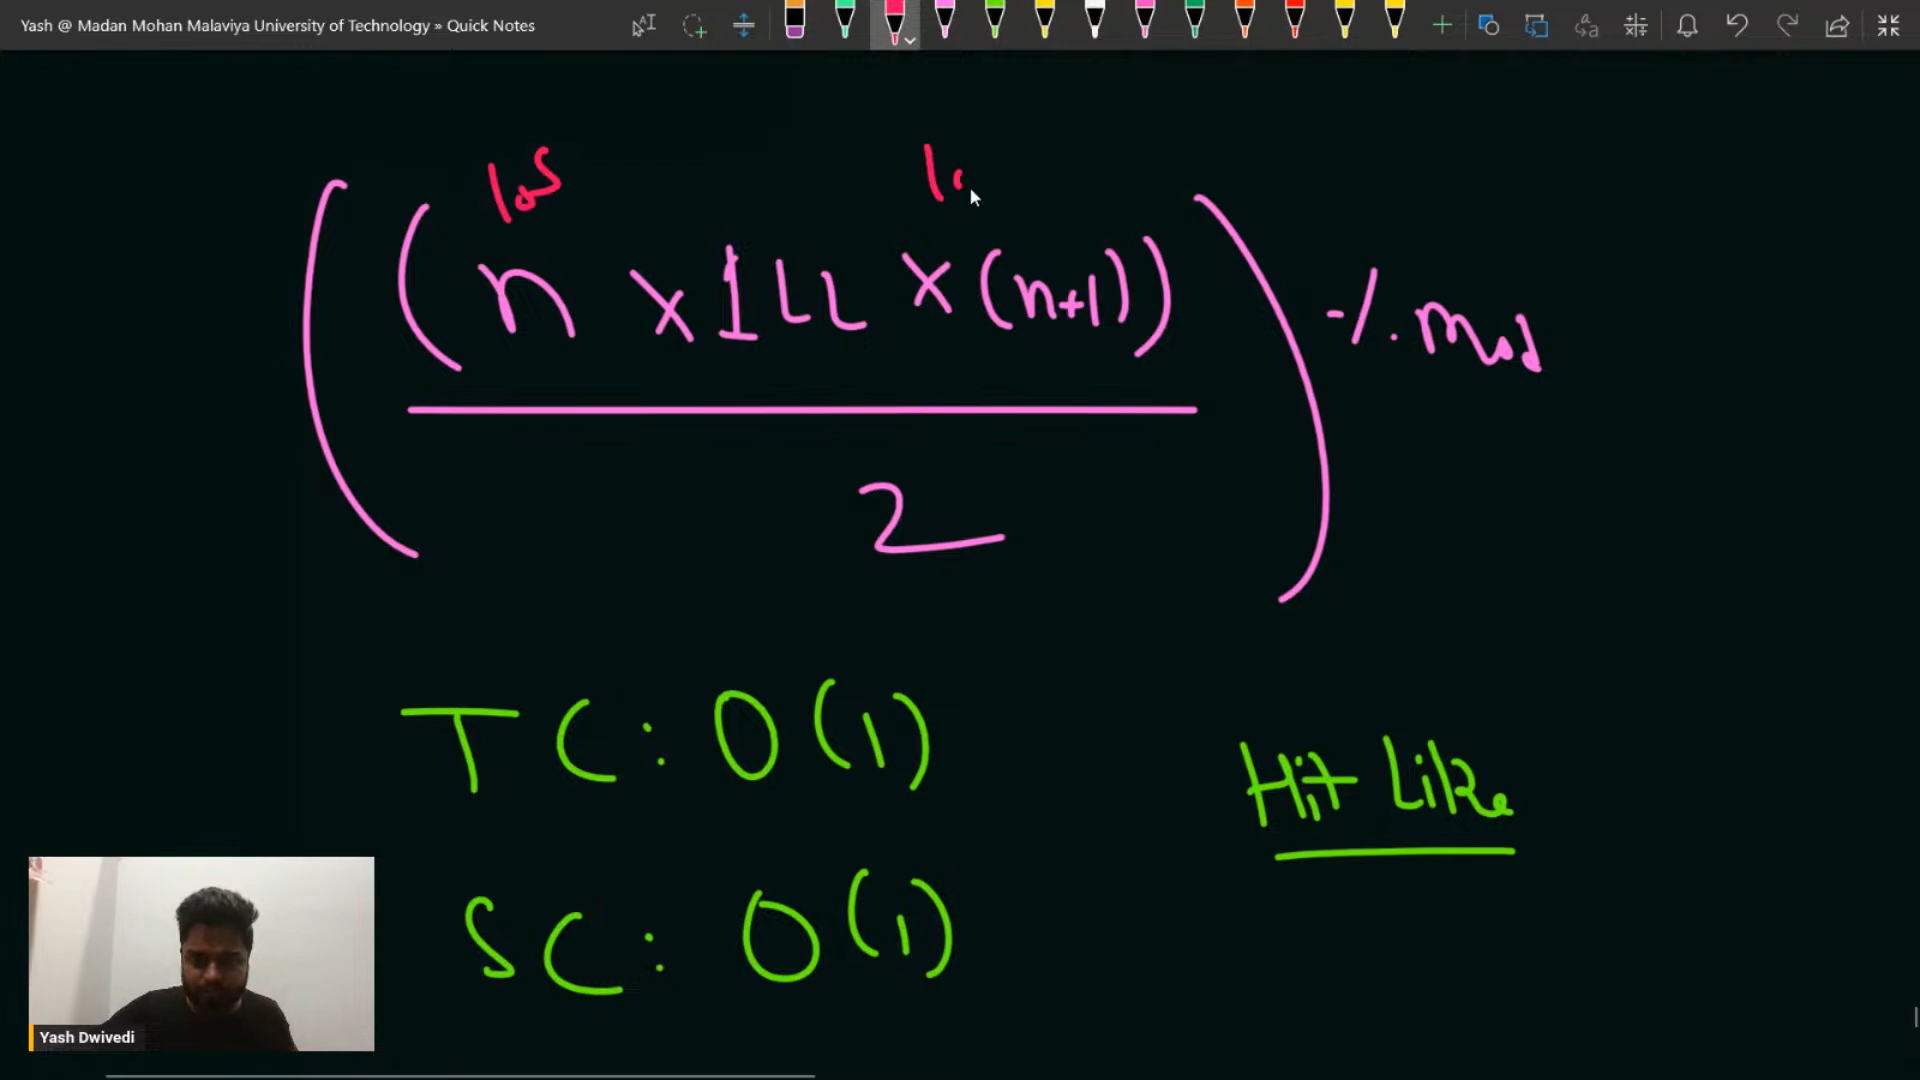 Yash @ Madan Mohan Malaviya University of Technology » Quick Notes
10⁵ 10
((n × 1LL × (n+1))
2
) % mod
TC: O(1)
Hit Like
SC: O(1)
Yash Dwivedi